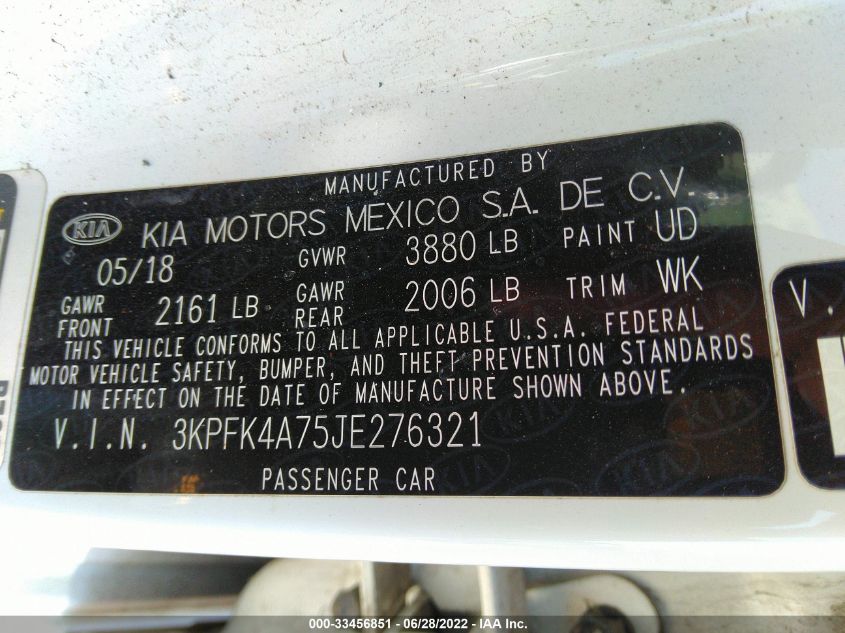 MANUFACTURED BY
KIA KIA MOTORS MEXICO S.A. DE C.V.
05/18 GVWR 3880 LB PAINT UD
GAWR FRONT 2161 LB GAWR REAR 2006 LB TRIM WK
THIS VEHICLE CONFORMS TO ALL APPLICABLE U.S.A. FEDERAL
MOTOR VEHICLE SAFETY, BUMPER, AND THEFT PREVENTION STANDARDS
IN EFFECT ON THE DATE OF MANUFACTURE SHOWN ABOVE.
V.I.N. 3KPFK4A75JE276321
PASSENGER CAR
V.
000-33456851 - 06/28/2022 - IAA Inc.